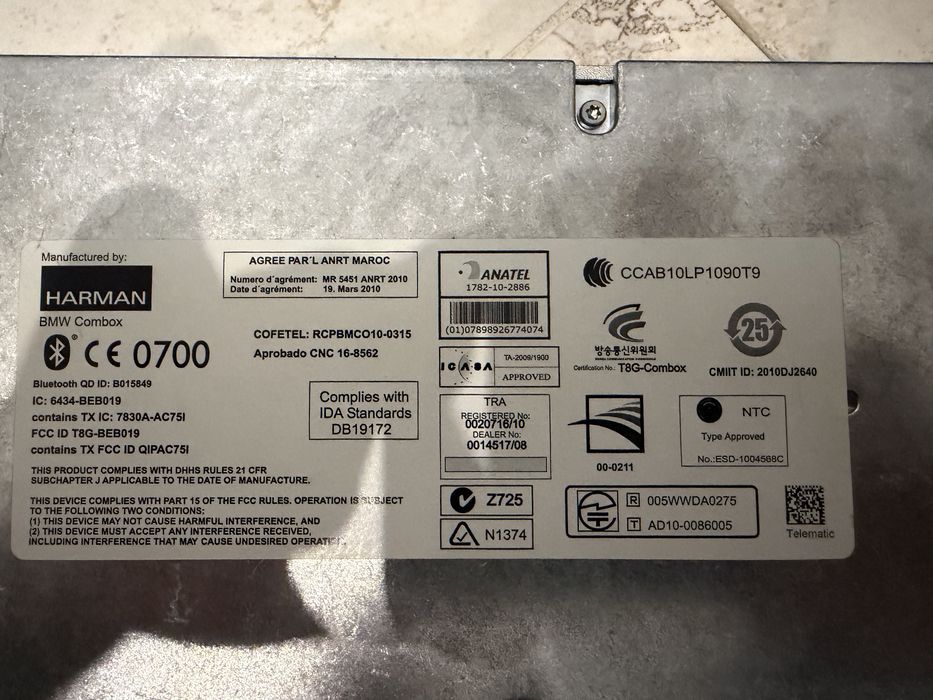 Manufactured by:
HARMAN
BMW Combox
CE 0700
Bluetooth QD ID: B015849
IC: 6434-BEB019
contains TX IC: 7830A-AC75I
FCC ID T8G-BEB019
contains TX FCC ID QIPAC75I
THIS PRODUCT COMPLIES WITH DHHS RULES 21 CFR
SUBCHAPTER J APPLICABLE TO THE DATE OF MANUFACTURE.
THIS DEVICE COMPLIES WITH PART 15 OF THE FCC RULES. OPERATION IS SUBJECT
TO THE FOLLOWING TWO CONDITIONS:
(1) THIS DEVICE MAY NOT CAUSE HARMFUL INTERFERENCE, AND
(2) THIS DEVICE MUST ACCEPT ANY INTERFERENCE RECEIVED,
INCLUDING INTERFERENCE THAT MAY CAUSE UNDESIRED OPERATION.
AGREE PAR´L ANRT MAROC
Numero d´agrément: MR 5451 ANRT 2010
Date d´agrément: 19. Mars 2010
COFETEL: RCPBMCO10-0315
Aprobado CNC 16-8562
Complies with
IDA Standards
DB19172
ANATEL
1782-10-2886
(01)07898926774074
ICASA
TA-2009/1900
APPROVED
TRA
REGISTERED No:
0020716/10
DEALER No:
0014517/08
Z725
N1374
CCAB10LP1090T9
방송통신위원회
KOREA COMMUNICATIONS COMMISSION
Certification No.: T8G-Combox
25
CMIIT ID: 2010DJ2640
00-0211
NTC
Type Approved
No.:ESD-1004568C
R 005WWDA0275
T AD10-0086005
Telematic